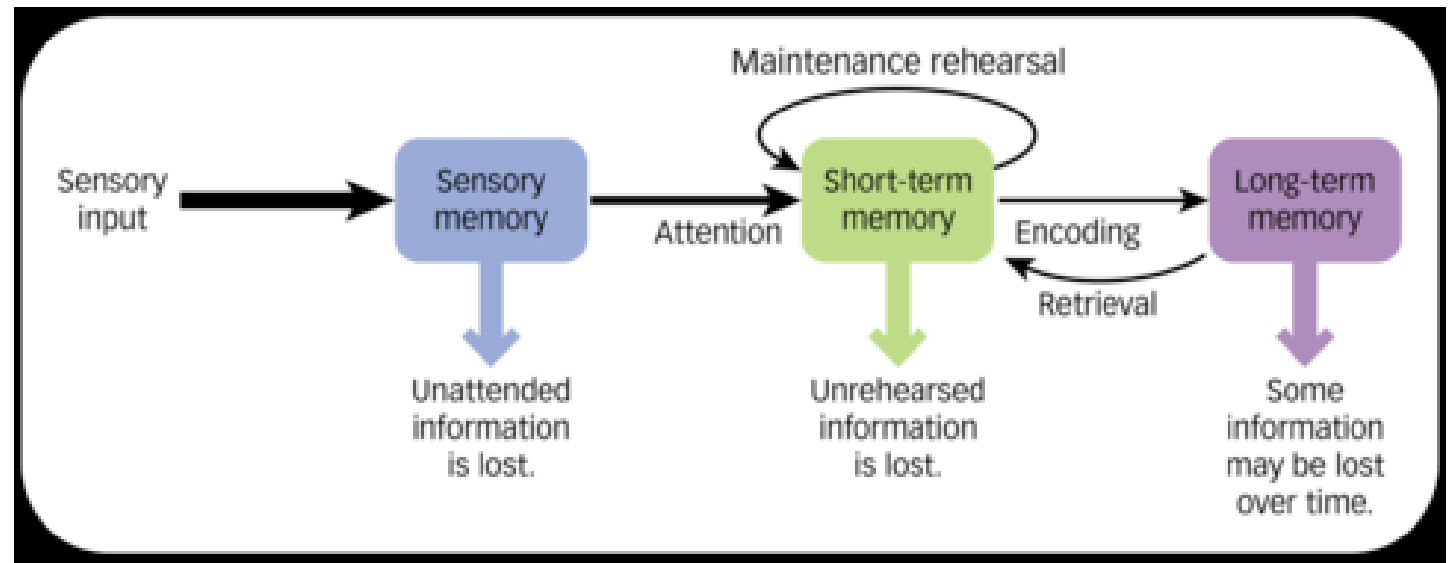 Maintenance rehearsal
Sensory
input
Sensory
memory
Attention
Short-term
memory
Encoding
Retrieval
Long-term
memory
Unattended
information
is lost.
Unrehearsed
information
is lost.
Some
information
may be lost
over time.